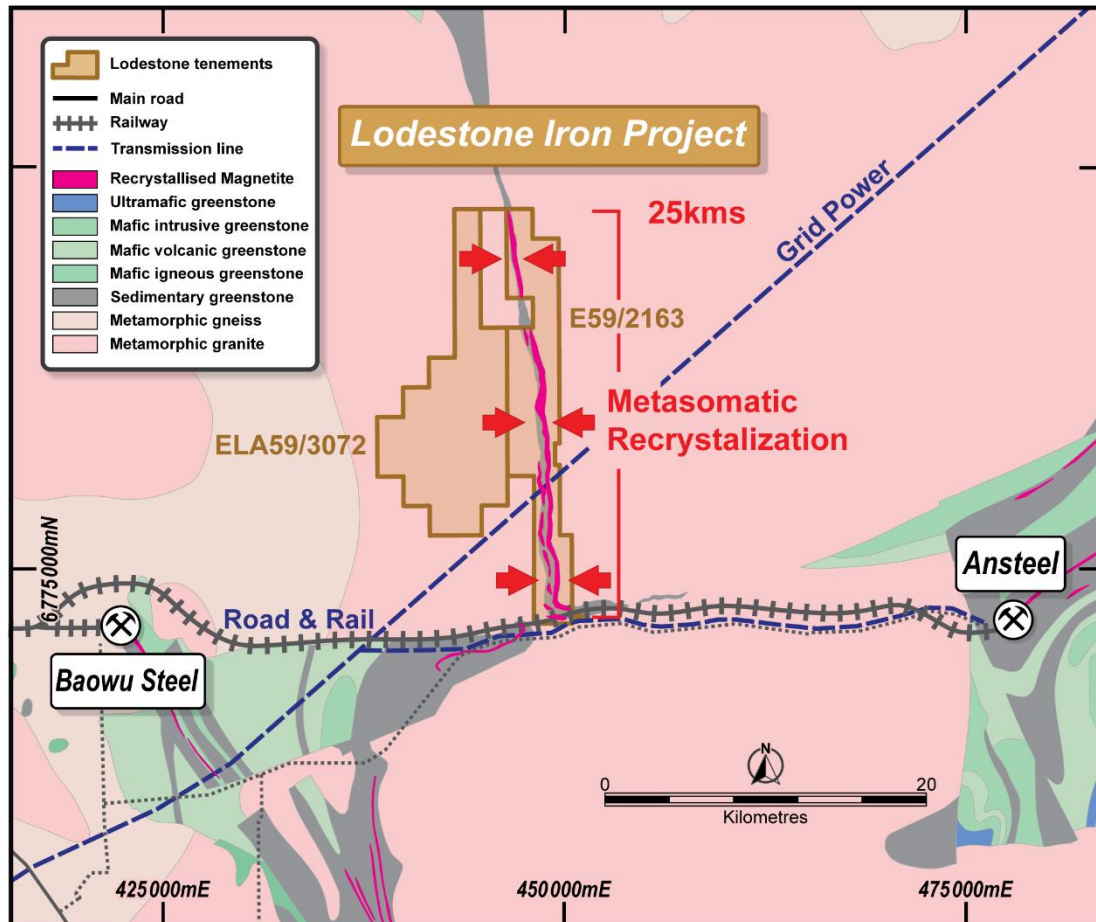 Lodestone tenements
Main road
Railway
Transmission line
Recrystallised Magnetite
Ultramafic greenstone
Mafic intrusive greenstone
Mafic volcanic greenstone
Mafic igneous greenstone
Sedimentary greenstone
Metamorphic gneiss
Metamorphic granite
Lodestone Iron Project
25kms
Grid Power
E59/2163
Metasomatic
Recrystallization
ELA59/3072
6775000mN
Ansteel
Road & Rail
Baowu Steel
N
0 20
Kilometres
425000mE 450000mE 475000mE